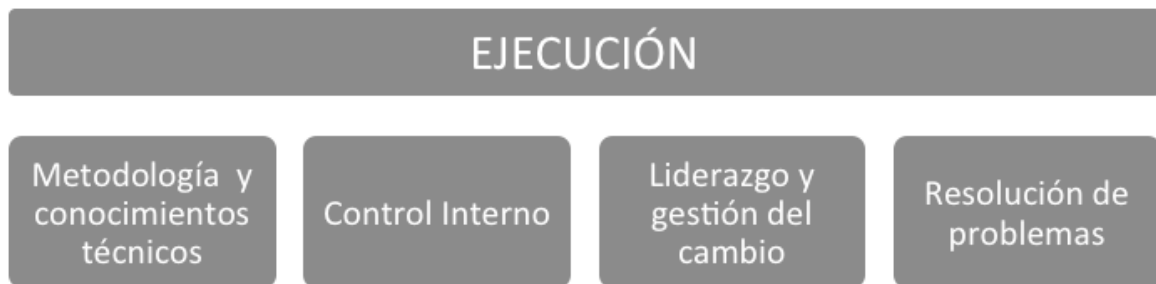 EJECUCIÓN
Metodología y
conocimientos
técnicos
Control Interno
Liderazgo y
gestión del
cambio
Resolución de
problemas